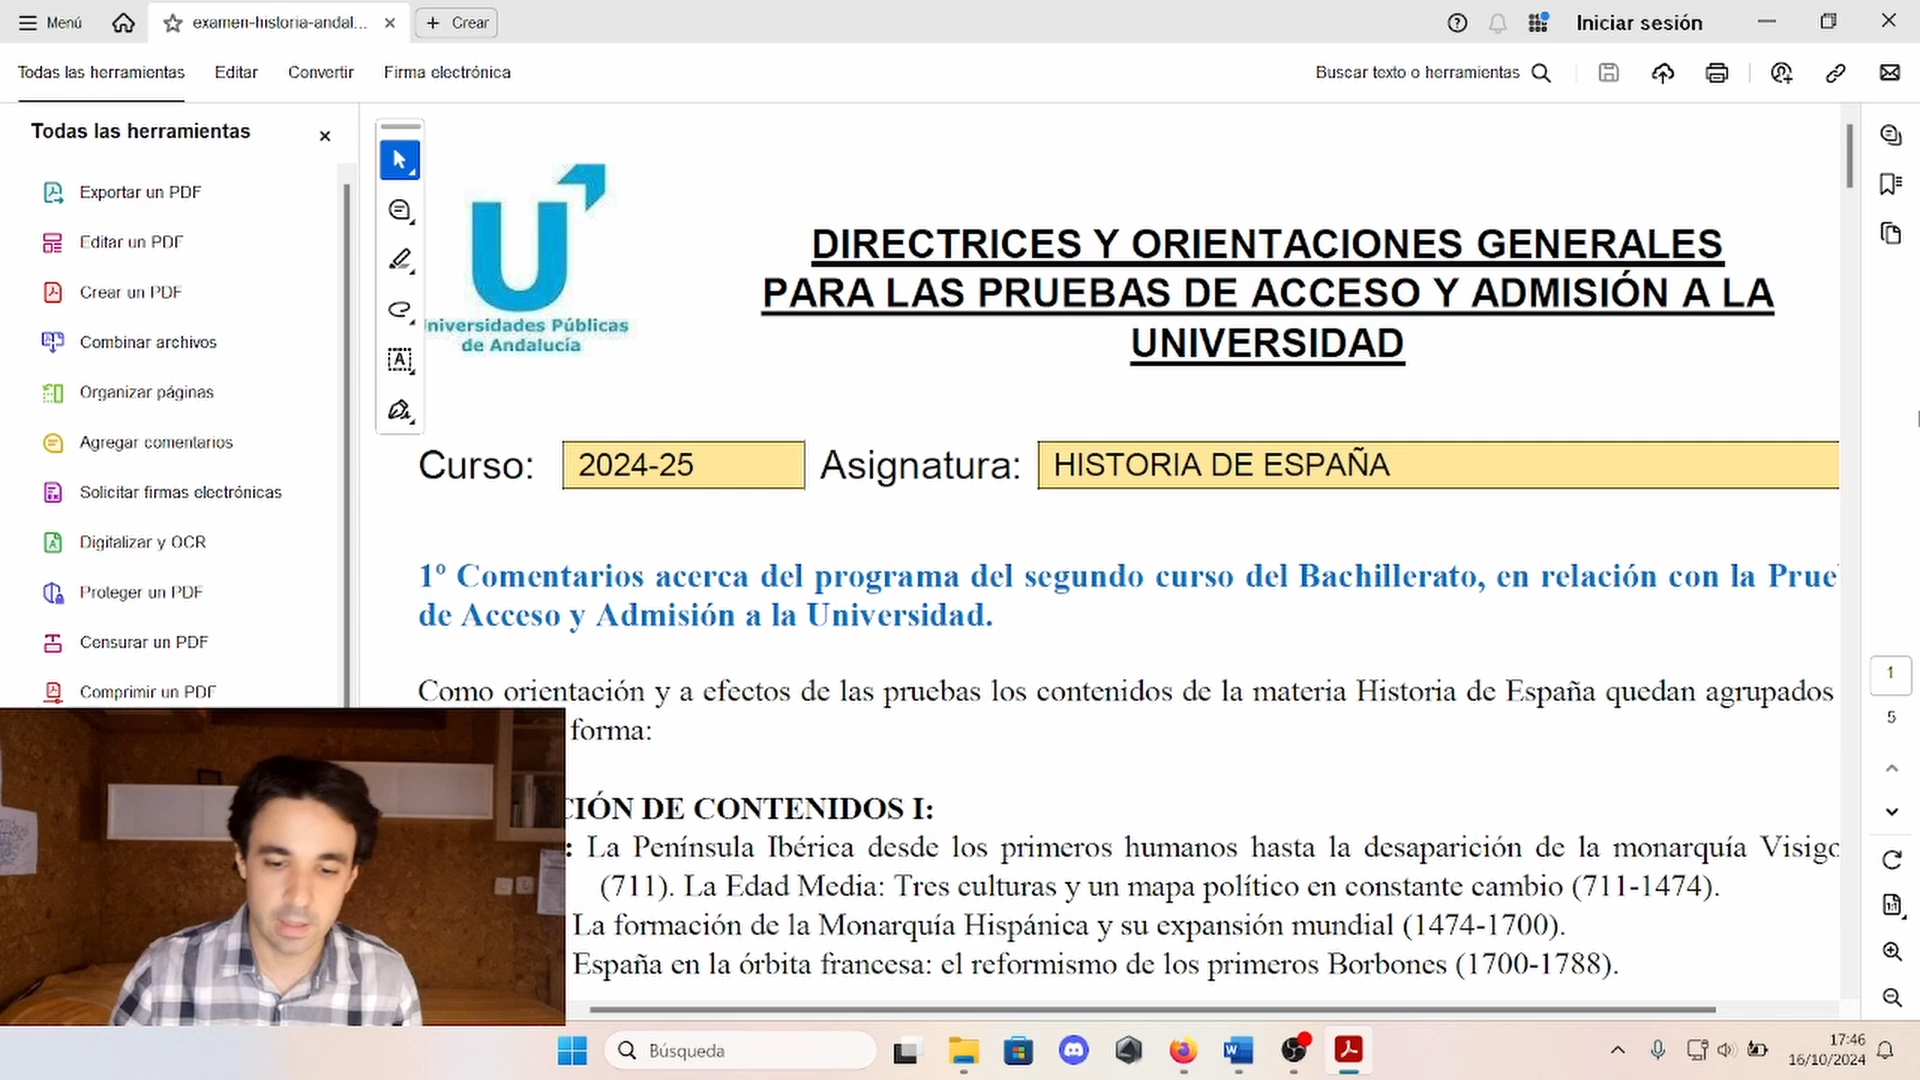 Menú
examen-historia-andal...
Crear
Iniciar sesión
Todas las herramientas
Editar
Convertir
Firma electrónica
Buscar texto o herramientas
Todas las herramientas
Exportar un PDF
Editar un PDF
Crear un PDF
Combinar archivos
Organizar páginas
Agregar comentarios
Solicitar firmas electrónicas
Digitalizar y OCR
Proteger un PDF
Censurar un PDF
Comprimir un PDF
niversidades Públicas
de Andalucía
DIRECTRICES Y ORIENTACIONES GENERALES
PARA LAS PRUEBAS DE ACCESO Y ADMISIÓN A LA
UNIVERSIDAD
Curso: 2024-25 Asignatura: HISTORIA DE ESPAÑA
1º Comentarios acerca del programa del segundo curso del Bachillerato, en relación con la Prue
de Acceso y Admisión a la Universidad.
Como orientación y a efectos de las pruebas los contenidos de la materia Historia de España quedan agrupados
forma:
CIÓN DE CONTENIDOS I:
: La Península Ibérica desde los primeros humanos hasta la desaparición de la monarquía Visigo
(711). La Edad Media: Tres culturas y un mapa político en constante cambio (711-1474).
La formación de la Monarquía Hispánica y su expansión mundial (1474-1700).
España en la órbita francesa: el reformismo de los primeros Borbones (1700-1788).
1
5
Búsqueda
17:46
16/10/2024